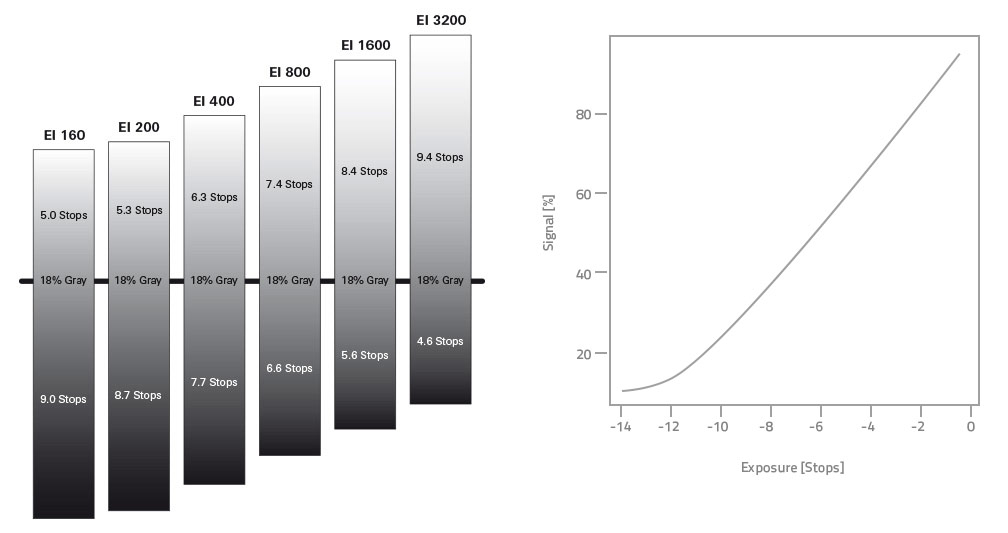 EI 160
EI 200
EI 400
EI 800
EI 1600
EI 3200
5.0 Stops
5.3 Stops
6.3 Stops
7.4 Stops
8.4 Stops
9.4 Stops
18% Gray
18% Gray
18% Gray
18% Gray
18% Gray
18% Gray
9.0 Stops
8.7 Stops
7.7 Stops
6.6 Stops
5.6 Stops
4.6 Stops
Signal [%]
80
60
40
20
-14 -12 -10 -8 -6 -4 -2 0
Exposure [Stops]